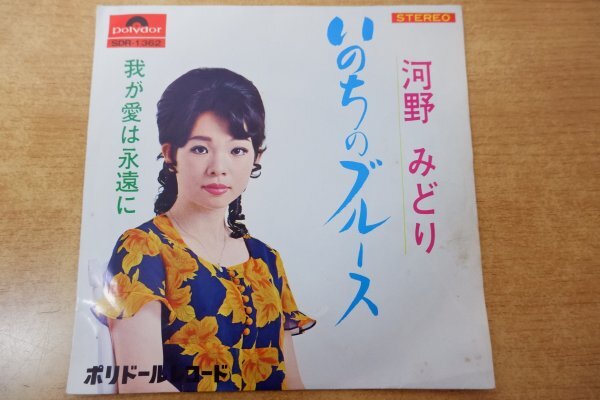 polydor
SDR-1362
STEREO
河野 みどり
いのちのブルース
我が愛は永遠に
ポリドールレコード